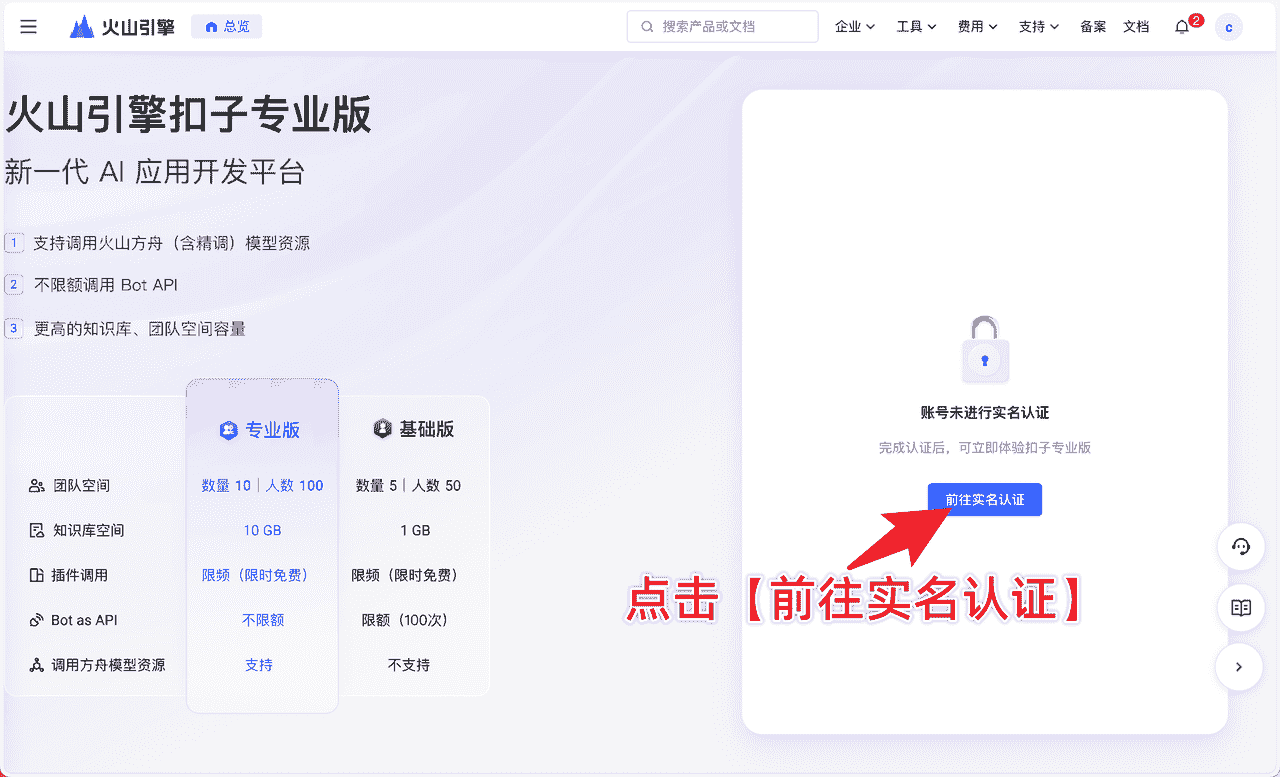 火山引擎 总览 搜索产品或文档 企业 工具 费用 支持 备案 文档 2 c
火山引擎扣子专业版
新一代 AI 应用开发平台
1 支持调用火山方舟（含精调）模型资源
2 不限额调用 Bot API
3 更高的知识库、团队空间容量
专业版 基础版
团队空间 数量 10｜人数 100 数量 5｜人数 50
知识库空间 10 GB 1 GB
插件调用 限频（限时免费） 限频（限时免费）
Bot as API 不限额 限额（100次）
调用方舟模型资源 支持 不支持
账号未进行实名认证
完成认证后，可立即体验扣子专业版
前往实名认证
点击【前往实名认证】